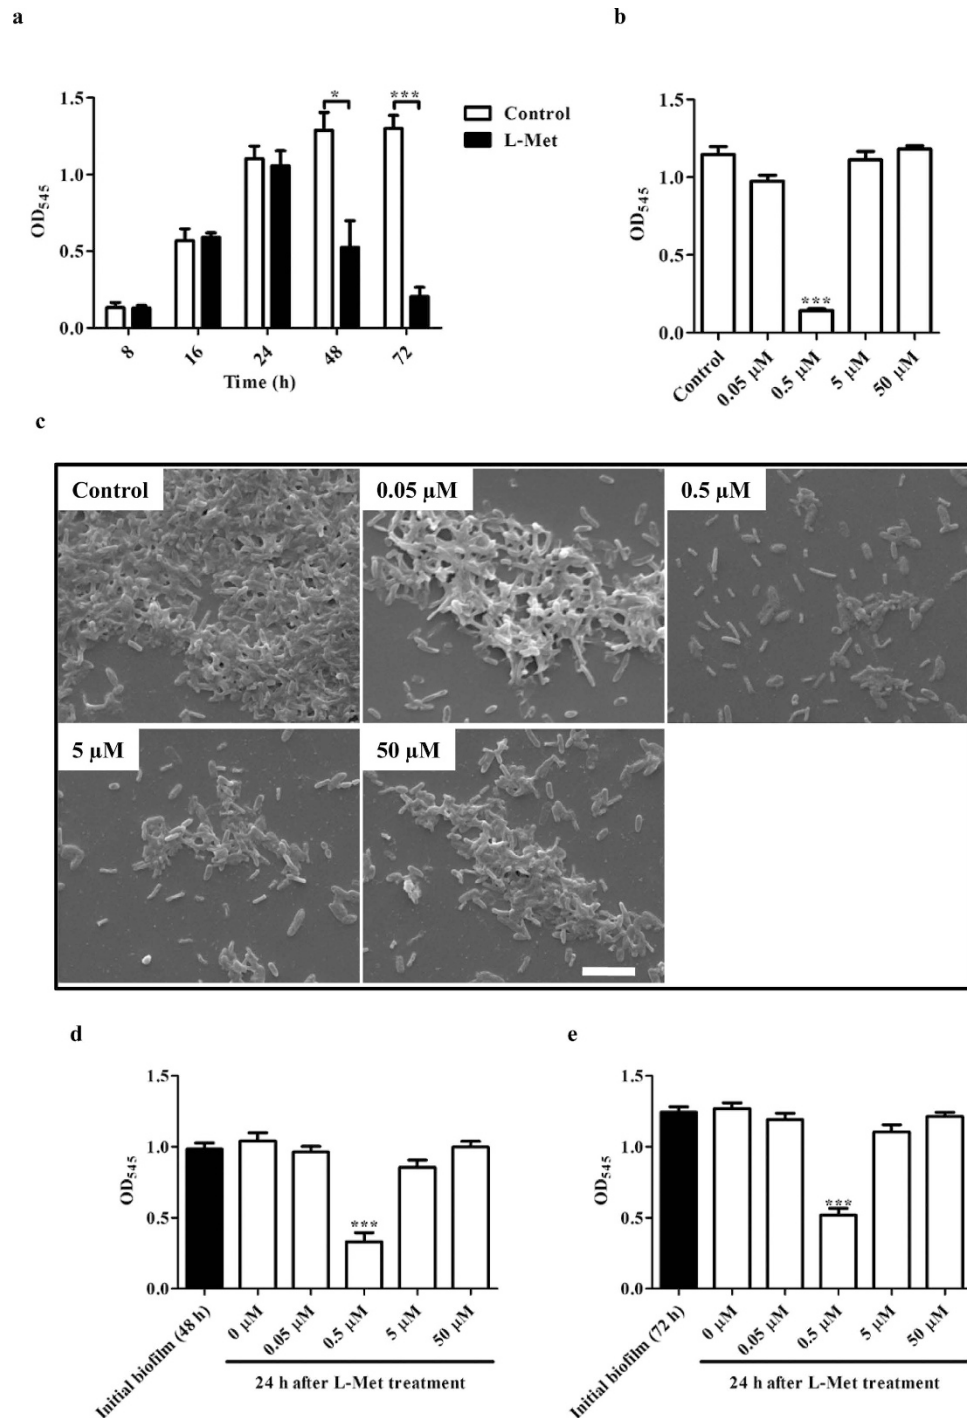 a
b
1.5
1.0
0.5
0.0
OD545
*
***
Control
L-Met
8
16
24
48
72
Time (h)
1.5
1.0
0.5
0.0
OD545
***
Control
0.05 µM
0.5 µM
5 µM
50 µM
c
Control
0.05 µM
0.5 µM
5 µM
50 µM
d
e
1.5
1.0
0.5
0.0
OD545
***
Initial biofilm (48 h)
0 µM
0.05 µM
0.5 µM
5 µM
50 µM
24 h after L-Met treatment
1.5
1.0
0.5
0.0
OD545
***
Initial biofilm (72 h)
0 µM
0.05 µM
0.5 µM
5 µM
50 µM
24 h after L-Met treatment